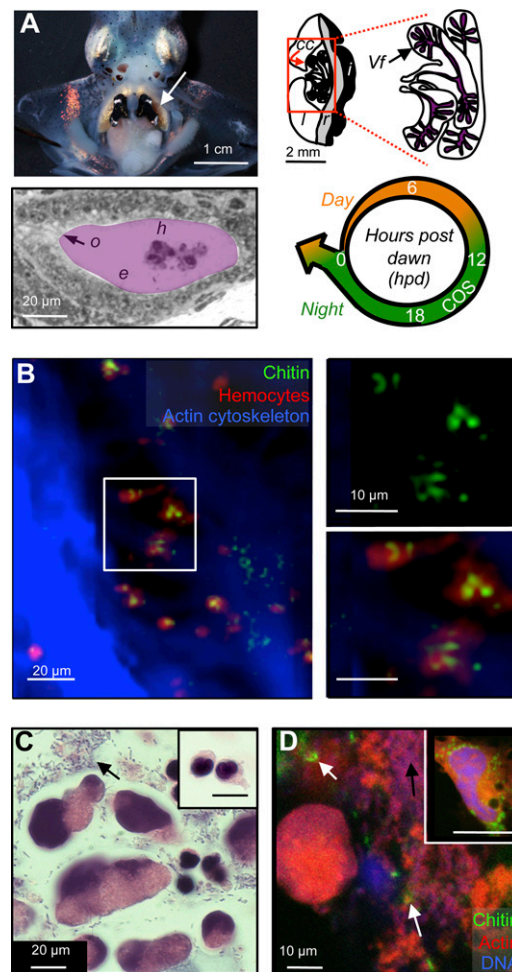 A
1 cm
cc
Vf
l
r
2 mm
o
h
e
20 µm
Day
6
Hours post
dawn
(hpd)
0
12
18
COS
Night
B
Chitin
Hemocytes
Actin cytoskeleton
20 µm
10 µm
C
20 µm
D
Chitin
Actin
DNA
10 µm